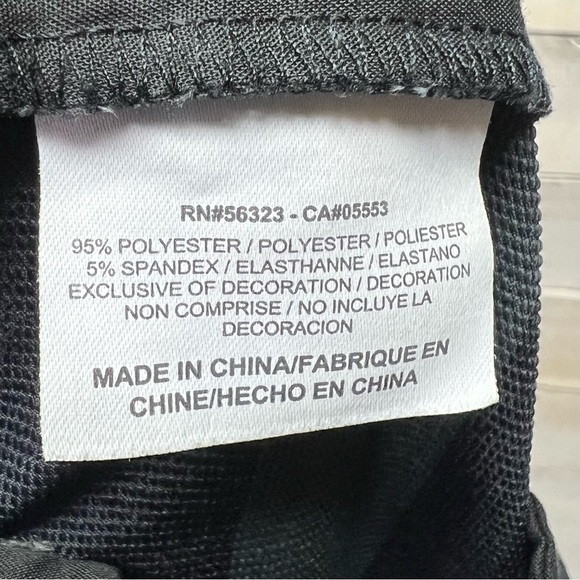 RN#56323 - CA#05553
95% POLYESTER / POLYESTER / POLIESTER
5% SPANDEX / ELASTHANNE / ELASTANO
EXCLUSIVE OF DECORATION / DECORATION
NON COMPRISE / NO INCLUYE LA
DECORACION
MADE IN CHINA/FABRIQUE EN
CHINE/HECHO EN CHINA